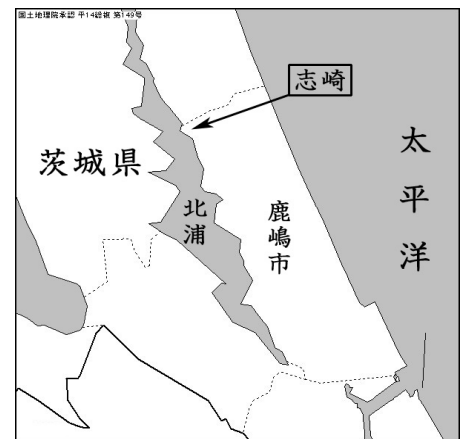 国土地理院承認 平14総複 第149号
志崎
茨城県
太平洋
北浦
鹿嶋市